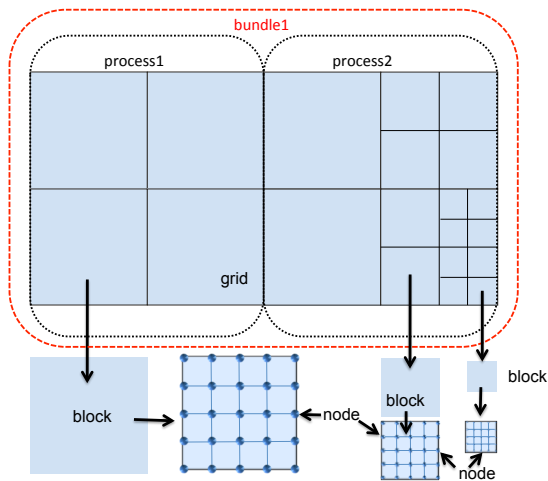 bundle1
process1
process2
grid
block
node
block
block
node